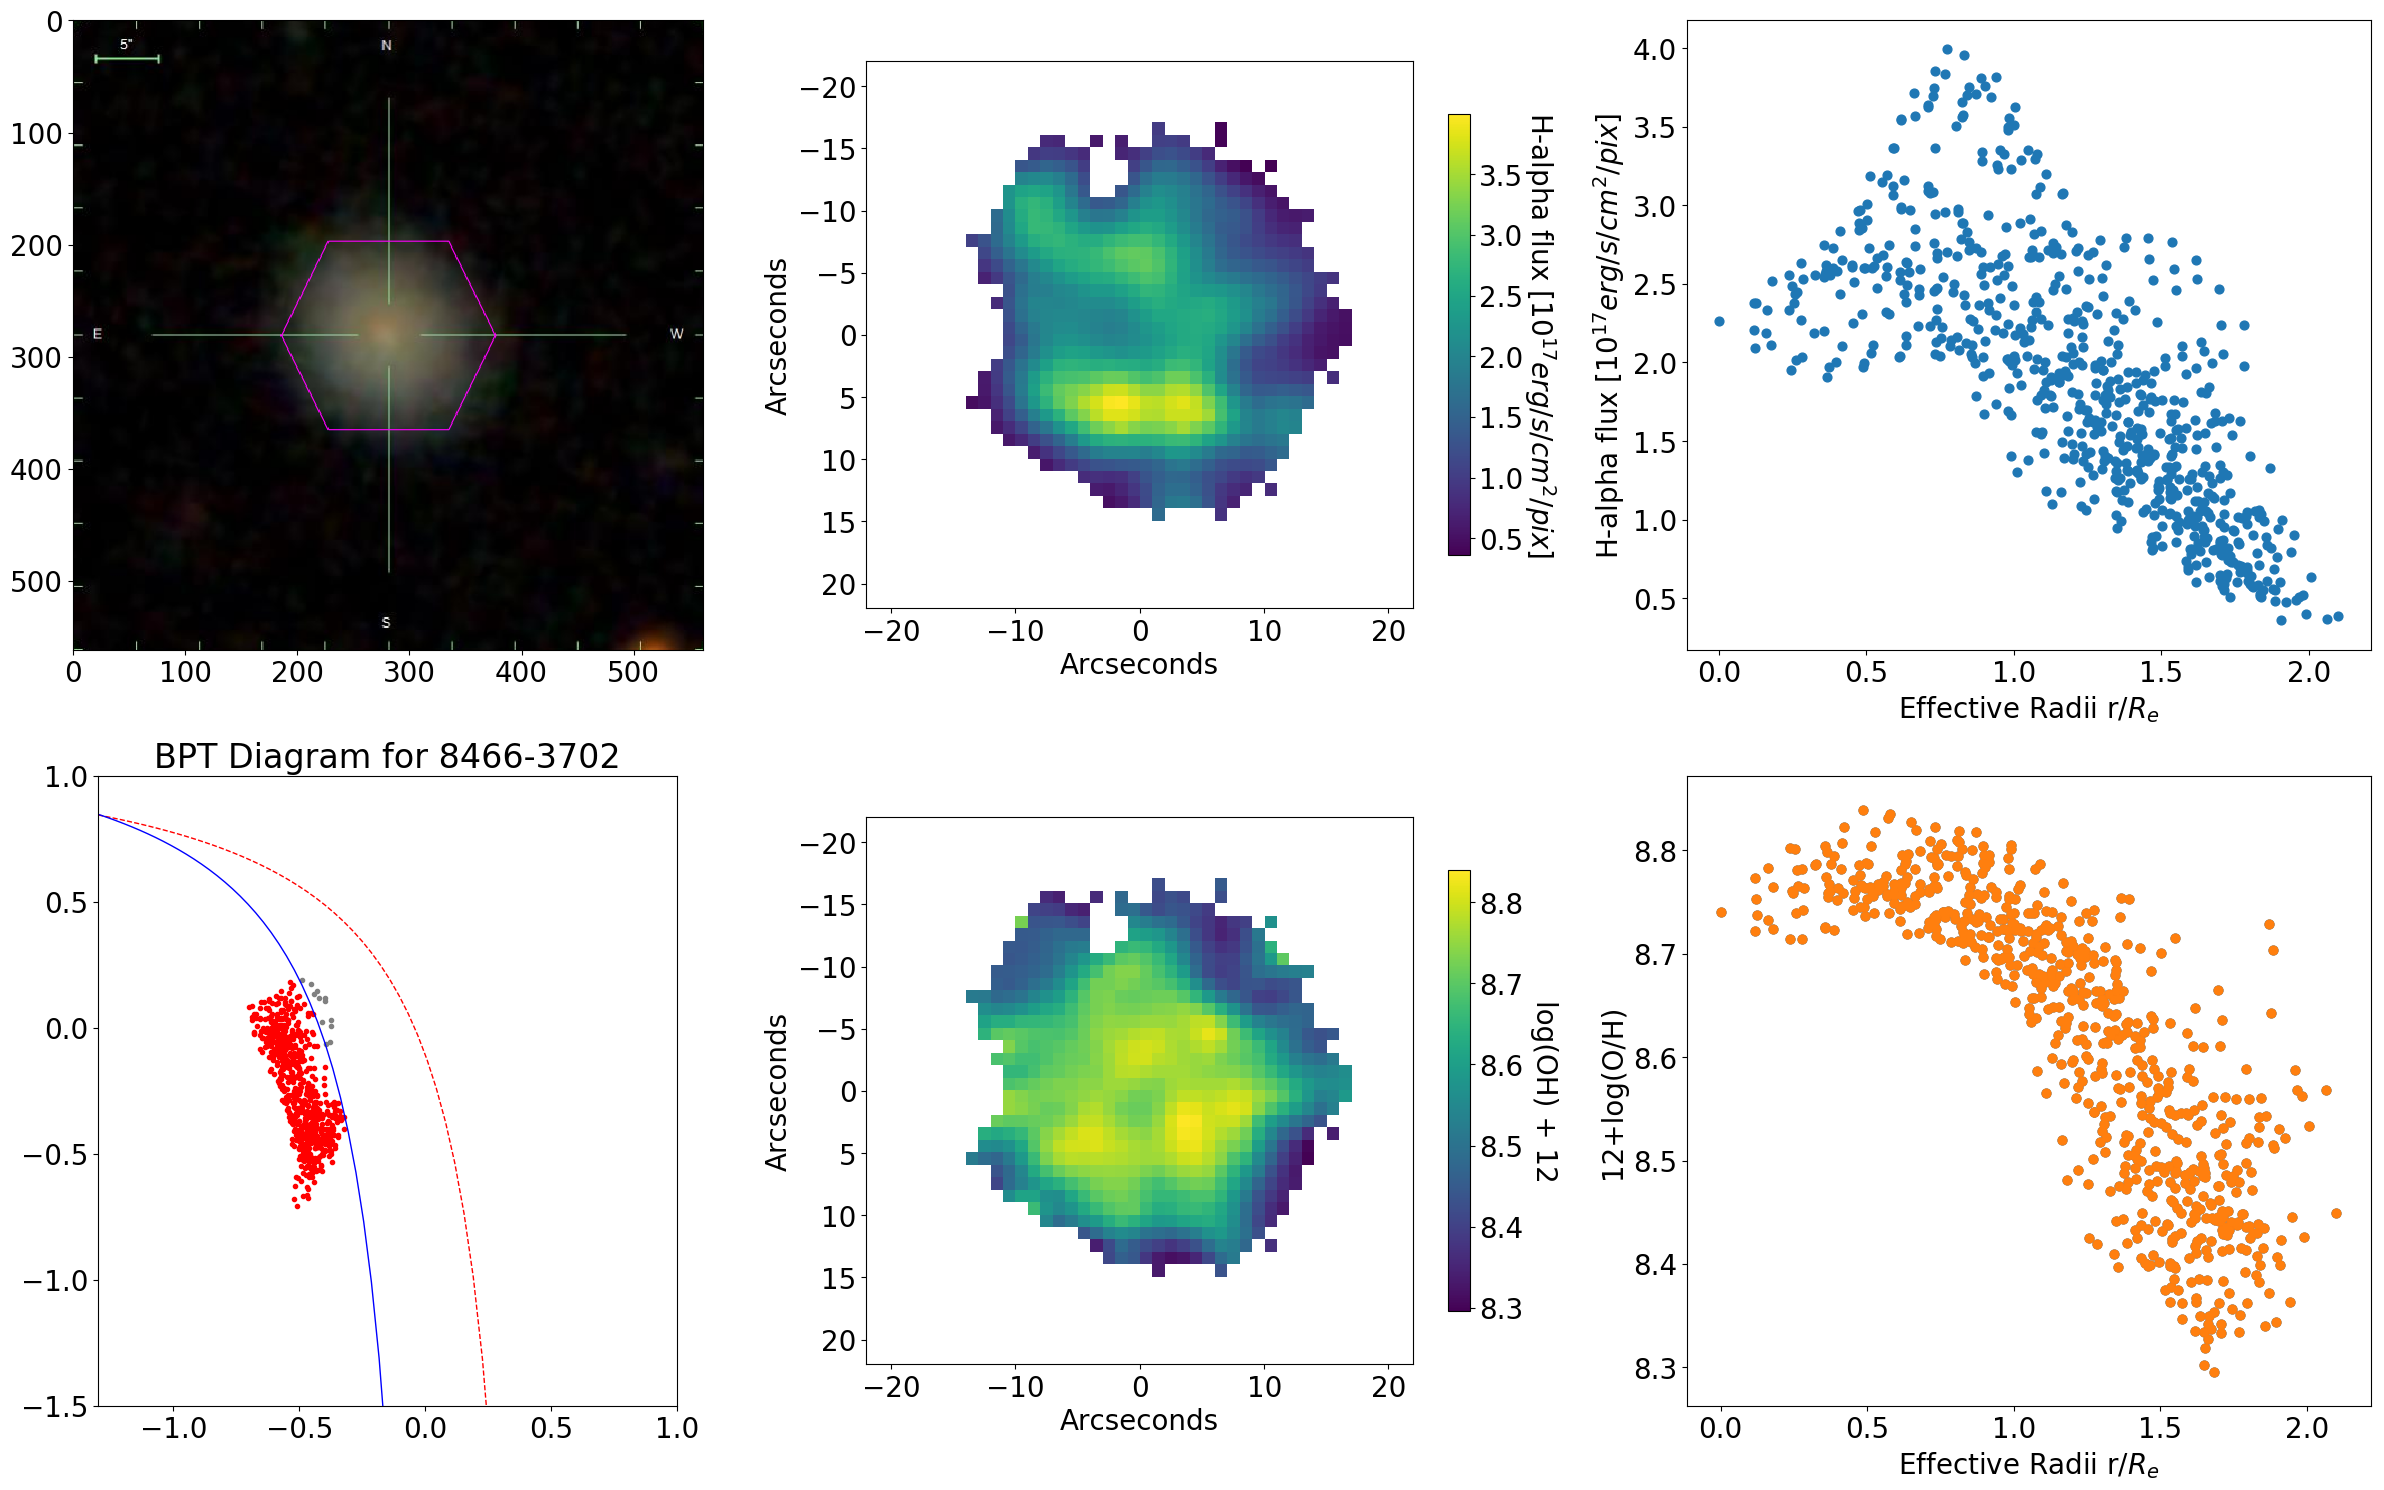 0
100
200
300
400
500
0 100 200 300 400 500
5"
N
E
W
S
−20
−15
−10
−5
0
5
10
15
20
−20 −10 0 10 20
Arcseconds
Arcseconds
3.5
3.0
2.5
2.0
1.5
1.0
0.5
H-alpha flux [10^17 erg/s/cm^2/pix]
H-alpha flux [10^17 erg/s/cm^2/pix]
4.0
3.5
3.0
2.5
2.0
1.5
1.0
0.5
0.0 0.5 1.0 1.5 2.0
Effective Radii r/R_e
BPT Diagram for 8466-3702
1.0
0.5
0.0
−0.5
−1.0
−1.5
−1.0 −0.5 0.0 0.5 1.0
−20
−15
−10
−5
0
5
10
15
20
−20 −10 0 10 20
Arcseconds
Arcseconds
8.8
8.7
8.6
8.5
8.4
8.3
log(OH) + 12
12+log(O/H)
8.8
8.7
8.6
8.5
8.4
8.3
0.0 0.5 1.0 1.5 2.0
Effective Radii r/R_e